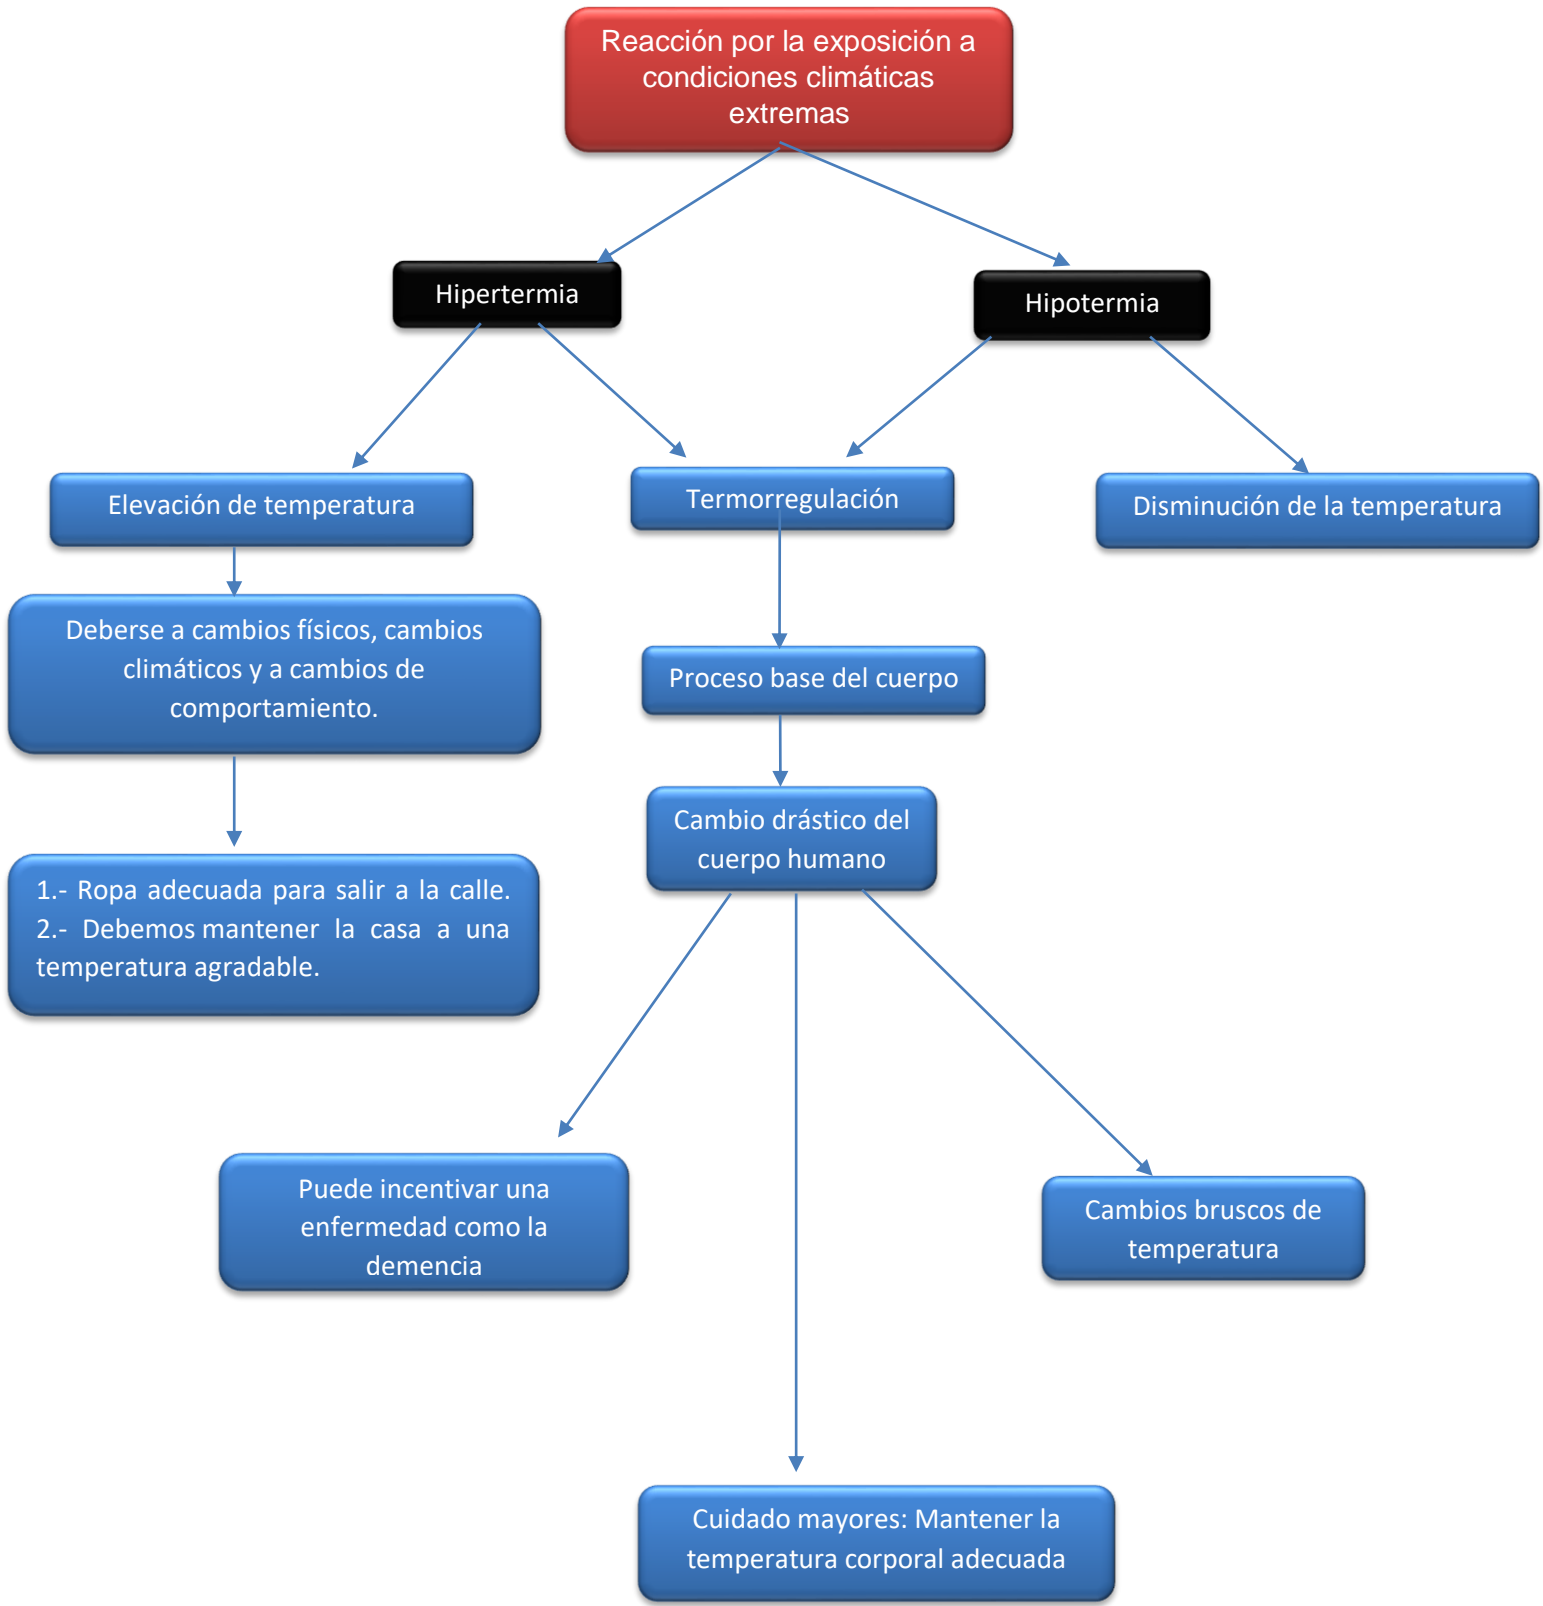 Reacción por la exposición a
condiciones climáticas
extremas
Hipertermia
Hipotermia
Elevación de temperatura
Termorregulación
Disminución de la temperatura
Deberse a cambios físicos, cambios
climáticos y a cambios de
comportamiento.
Proceso base del cuerpo
Cambio drástico del
cuerpo humano
1.- Ropa adecuada para salir a la calle.
2.- Debemos mantener la casa a una
temperatura agradable.
Puede incentivar una
enfermedad como la
demencia
Cambios bruscos de
temperatura
Cuidado mayores: Mantener la
temperatura corporal adecuada